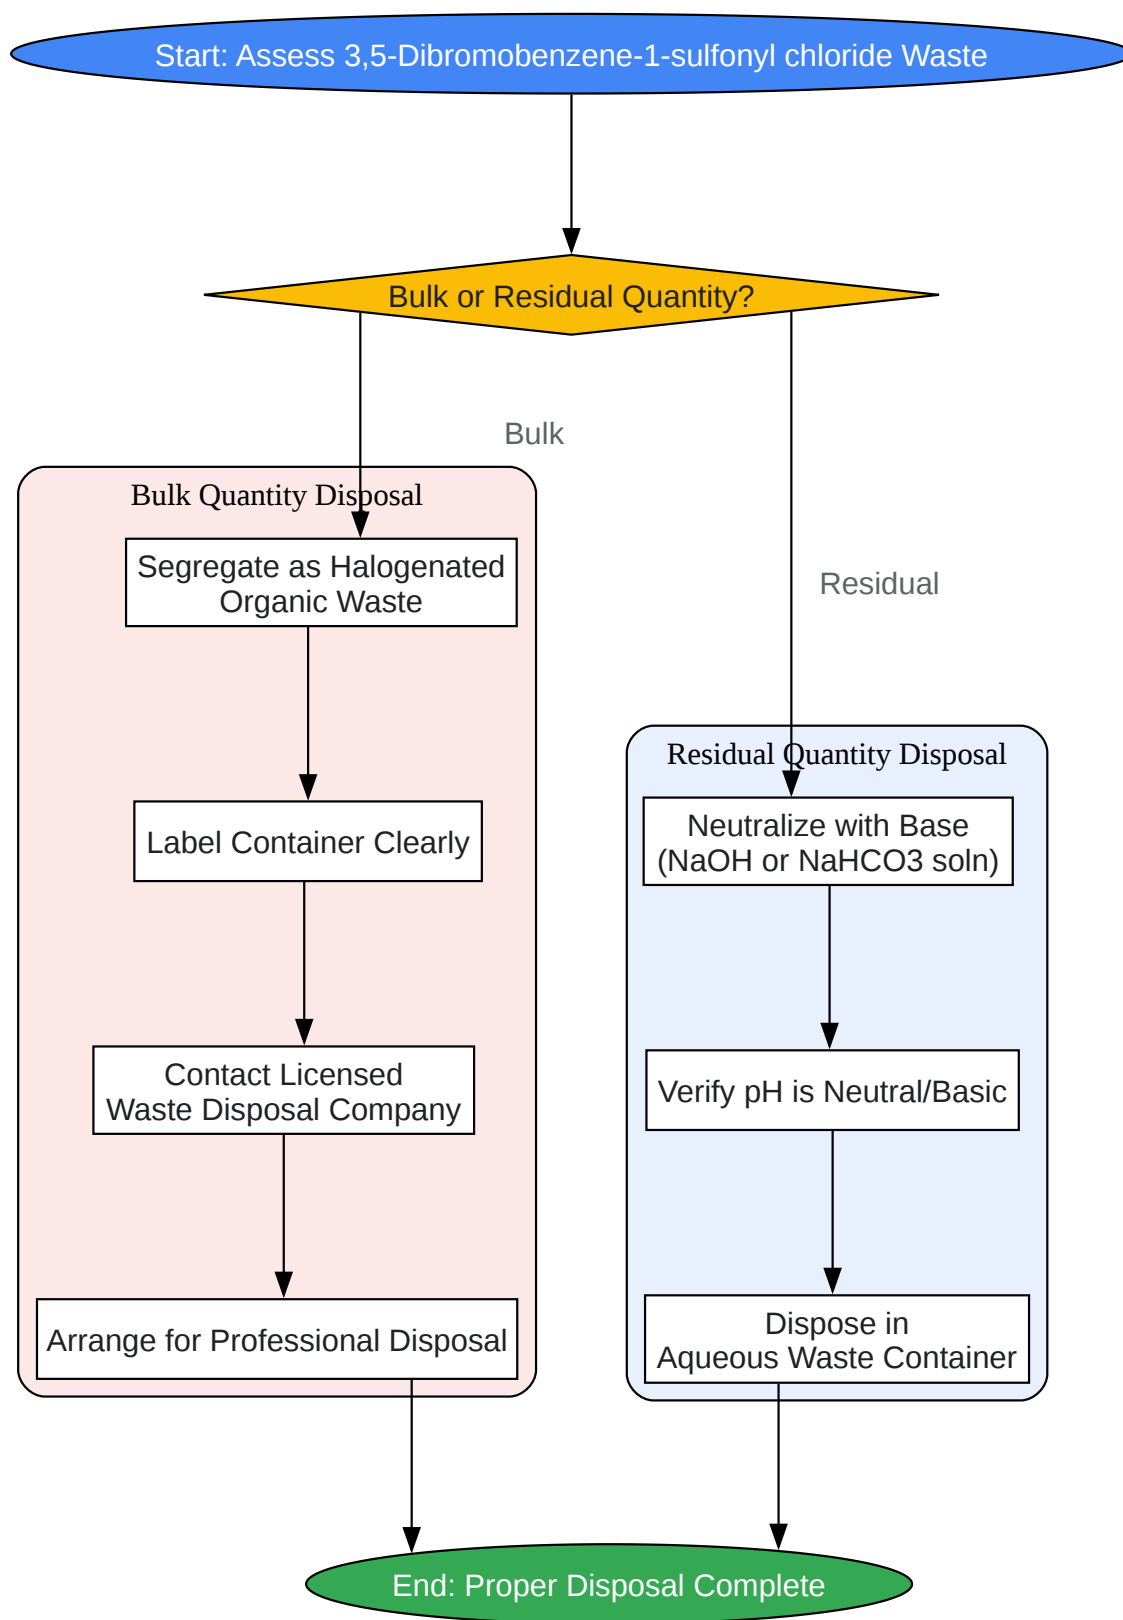 Start: Assess 3,5-Dibromobenzene-1-sulfonyl chloride Waste
Bulk or Residual Quantity?
Bulk
Bulk Quantity Disposal
Segregate as Halogenated
Organic Waste
Label Container Clearly
Contact Licensed
Waste Disposal Company
Arrange for Professional Disposal
Residual
Residual Quantity Disposal
Neutralize with Base
(NaOH or NaHCO3 soln)
Verify pH is Neutral/Basic
Dispose in
Aqueous Waste Container
End: Proper Disposal Complete